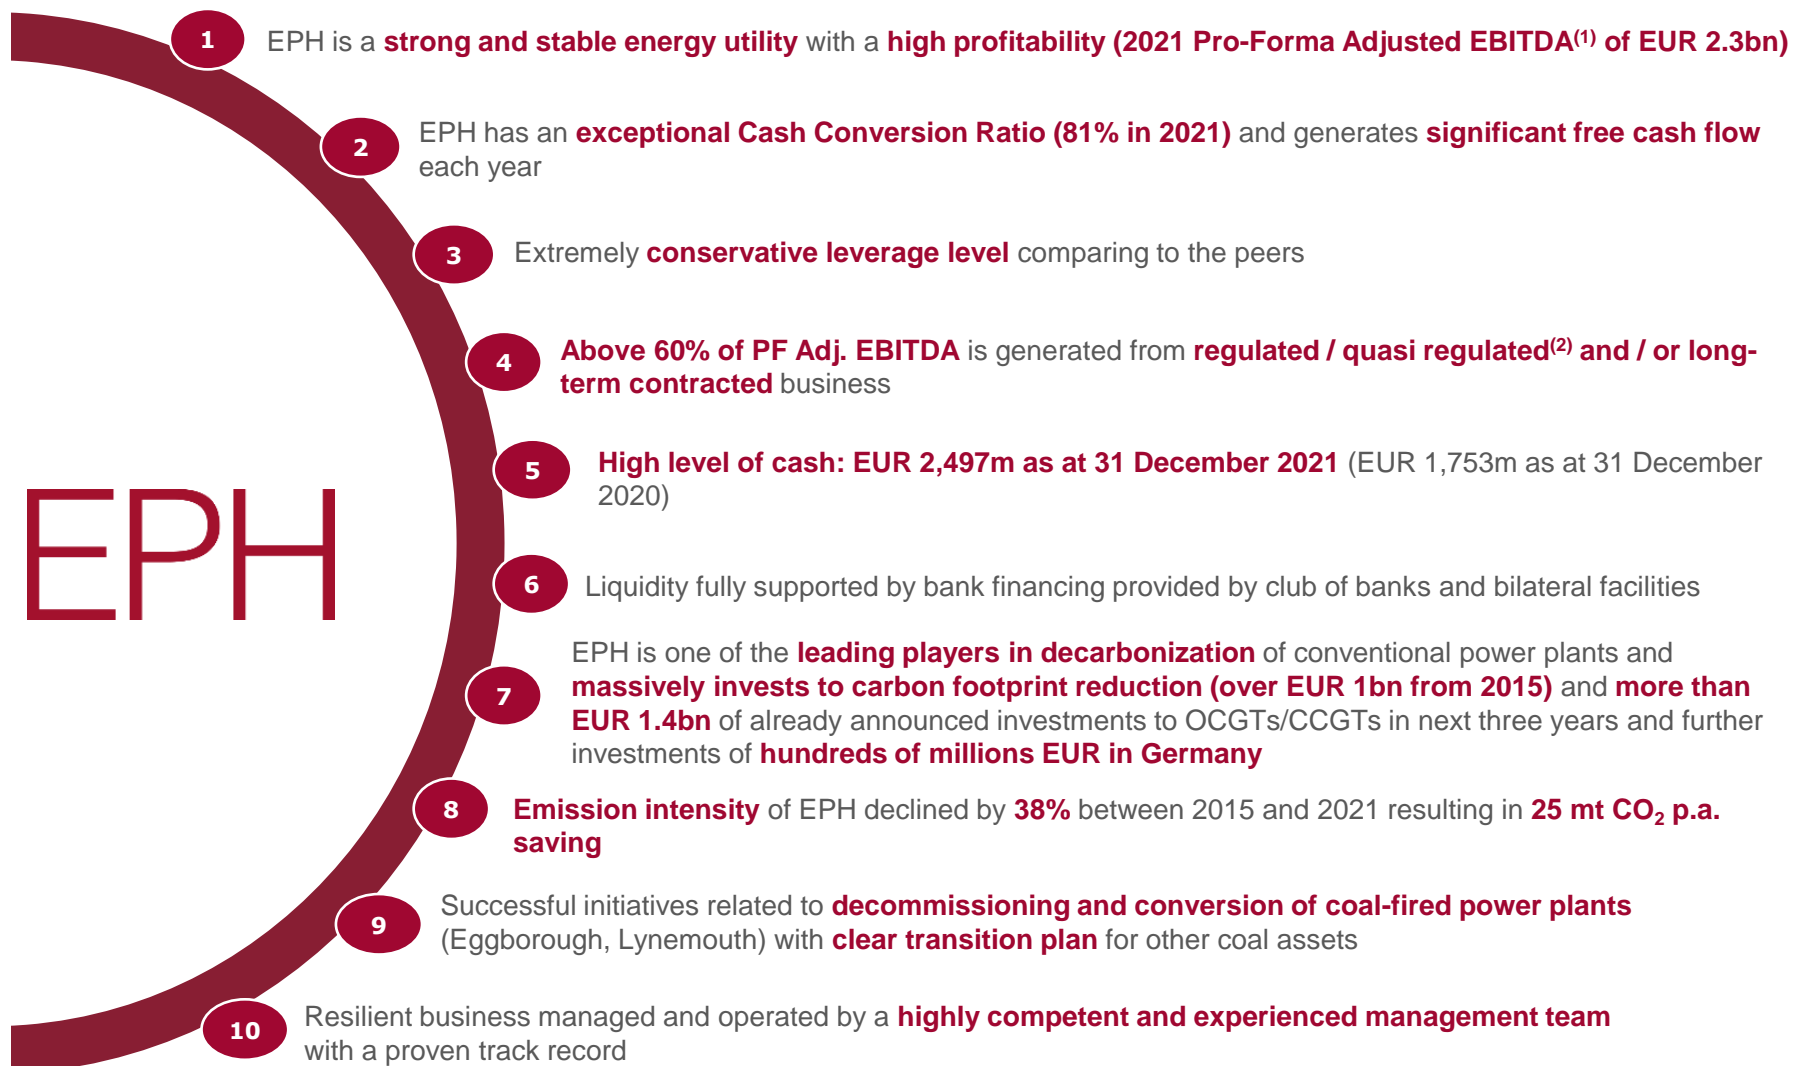 1 EPH is a strong and stable energy utility with a high profitability (2021 Pro-Forma Adjusted EBITDA(1) of EUR 2.3bn)
2 EPH has an exceptional Cash Conversion Ratio (81% in 2021) and generates significant free cash flow
each year
3 Extremely conservative leverage level comparing to the peers
4 Above 60% of PF Adj. EBITDA is generated from regulated / quasi regulated(2) and / or long-
term contracted business
5 High level of cash: EUR 2,497m as at 31 December 2021 (EUR 1,753m as at 31 December
2020)
EPH
6 Liquidity fully supported by bank financing provided by club of banks and bilateral facilities
7 EPH is one of the leading players in decarbonization of conventional power plants and
massively invests to carbon footprint reduction (over EUR 1bn from 2015) and more than
EUR 1.4bn of already announced investments to OCGTs/CCGTs in next three years and further
investments of hundreds of millions EUR in Germany
8 Emission intensity of EPH declined by 38% between 2015 and 2021 resulting in 25 mt CO2 p.a.
saving
9 Successful initiatives related to decommissioning and conversion of coal-fired power plants
(Eggborough, Lynemouth) with clear transition plan for other coal assets
10 Resilient business managed and operated by a highly competent and experienced management team
with a proven track record